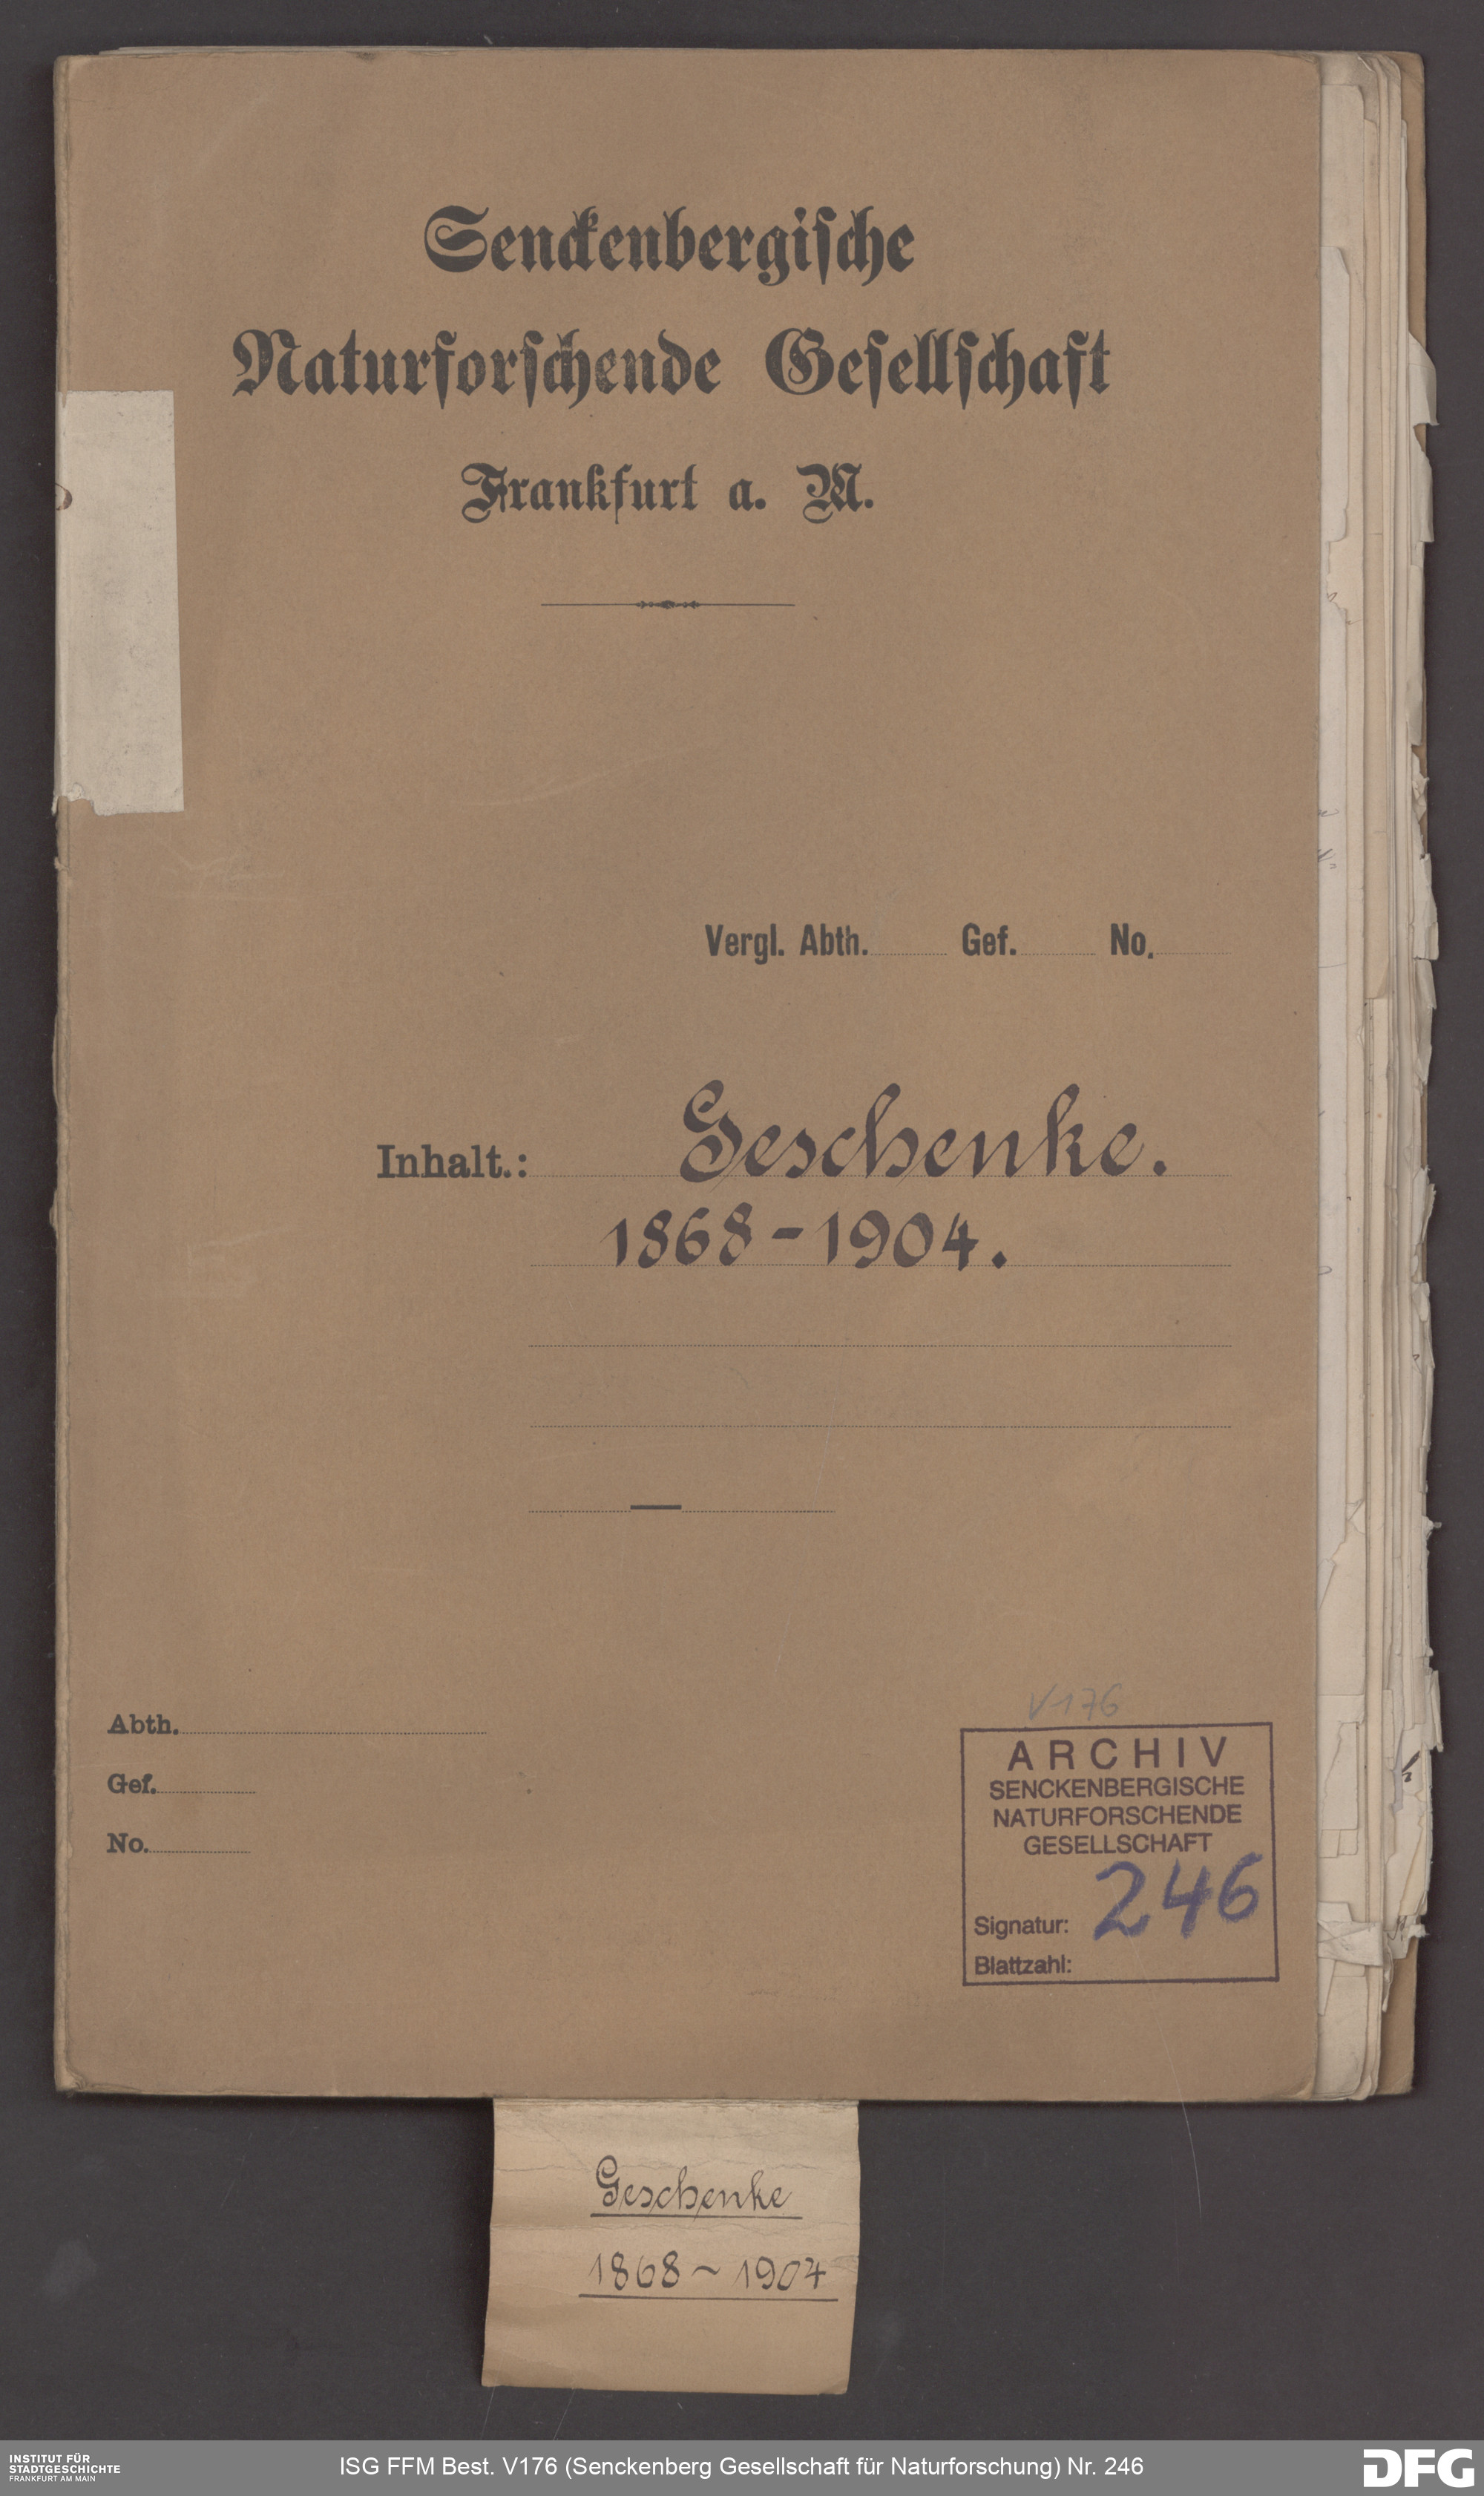 Senckenbergische
Naturforschende Gesellschaft
Frankfurt a. M.
Vergl. Abth. Gef. No.
Inhalt.: Geschenke.
1868-1904.
Abth.
Gef.
No.
V176
ARCHIV
SENCKENBERGISCHE
NATURFORSCHENDE
GESELLSCHAFT
Signatur: 246
Blattzahl:
Geschenke
1868 ~ 1904
INSTITUT FÜR
STADTGESCHICHTE
FRANKFURT AM MAIN
ISG FFM Best. V176 (Senckenberg Gesellschaft für Naturforschung) Nr. 246
DFG